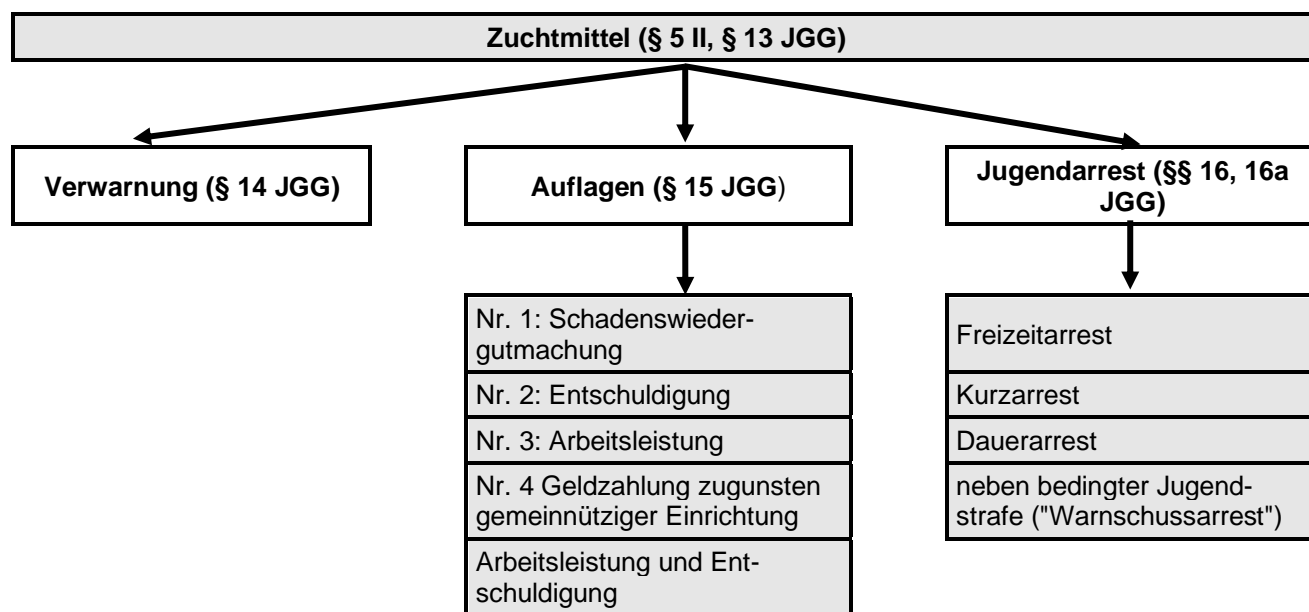 Zuchtmittel (§ 5 II, § 13 JGG)
Verwarnung (§ 14 JGG)
Auflagen (§ 15 JGG)
Jugendarrest (§§ 16, 16a
JGG)
Nr. 1: Schadenswieder-
gutmachung
Nr. 2: Entschuldigung
Nr. 3: Arbeitsleistung
Nr. 4 Geldzahlung zugunsten
gemeinnütziger Einrichtung
Arbeitsleistung und Ent-
schuldigung
Freizeitarrest
Kurzarrest
Dauerarrest
neben bedingter Jugend-
strafe ("Warnschussarrest")